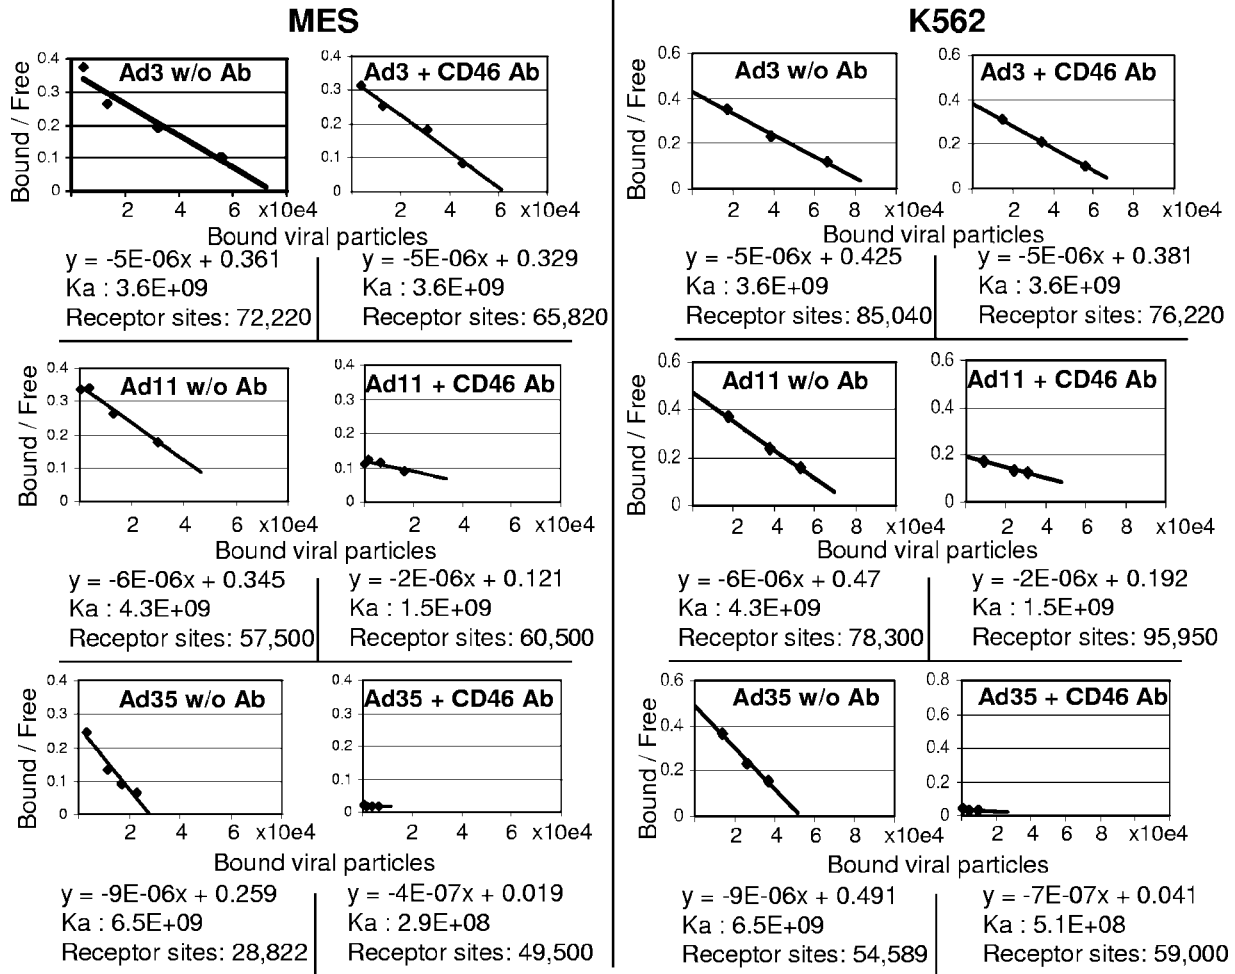 MES
K562
Ad3 w/o Ab
Bound / Free
0.4
0.3
0.2
0.1
0
2 4 6 x10e4
Ad3 + CD46 Ab
0.4
0.3
0.2
0.1
0
2 4 6 x10e4
Bound viral particles
y = -5E-06x + 0.361
Ka : 3.6E+09
Receptor sites: 72,220
y = -5E-06x + 0.329
Ka : 3.6E+09
Receptor sites: 65,820
Ad3 w/o Ab
Bound / Free
0.6
0.4
0.2
0
2 4 6 8 x10e4
Ad3 + CD46 Ab
0.6
0.4
0.2
0
2 4 6 8 x10e4
Bound viral particles
y = -5E-06x + 0.425
Ka : 3.6E+09
Receptor sites: 85,040
y = -5E-06x + 0.381
Ka : 3.6E+09
Receptor sites: 76,220
Ad11 w/o Ab
Bound / Free
0.4
0.3
0.2
0.1
0
2 4 6 x10e4
Ad11 + CD46 Ab
0.4
0.3
0.2
0.1
0
2 4 6 x10e4
Bound viral particles
y = -6E-06x + 0.345
Ka : 4.3E+09
Receptor sites: 57,500
y = -2E-06x + 0.121
Ka : 1.5E+09
Receptor sites: 60,500
Ad11 w/o Ab
Bound / Free
0.6
0.4
0.2
0
2 4 6 8 x10e4
Ad11 + CD46 Ab
0.6
0.4
0.2
0
2 4 6 8 x10e4
Bound viral particles
y = -6E-06x + 0.47
Ka : 4.3E+09
Receptor sites: 78,300
y = -2E-06x + 0.192
Ka : 1.5E+09
Receptor sites: 95,950
Ad35 w/o Ab
Bound / Free
0.4
0.3
0.2
0.1
0
2 4 6 x10e4
Ad35 + CD46 Ab
0.4
0.3
0.2
0.1
0
2 4 6 x10e4
Bound viral particles
y = -9E-06x + 0.259
Ka : 6.5E+09
Receptor sites: 28,822
y = -4E-07x + 0.019
Ka : 2.9E+08
Receptor sites: 49,500
Ad35 w/o Ab
Bound / Free
0.6
0.4
0.2
0
2 4 6 8 x10e4
Ad35 + CD46 Ab
0.8
0.6
0.4
0.2
0
2 4 6 8 x10e4
Bound viral particles
y = -9E-06x + 0.491
Ka : 6.5E+09
Receptor sites: 54,589
y = -7E-07x + 0.041
Ka : 5.1E+08
Receptor sites: 59,000